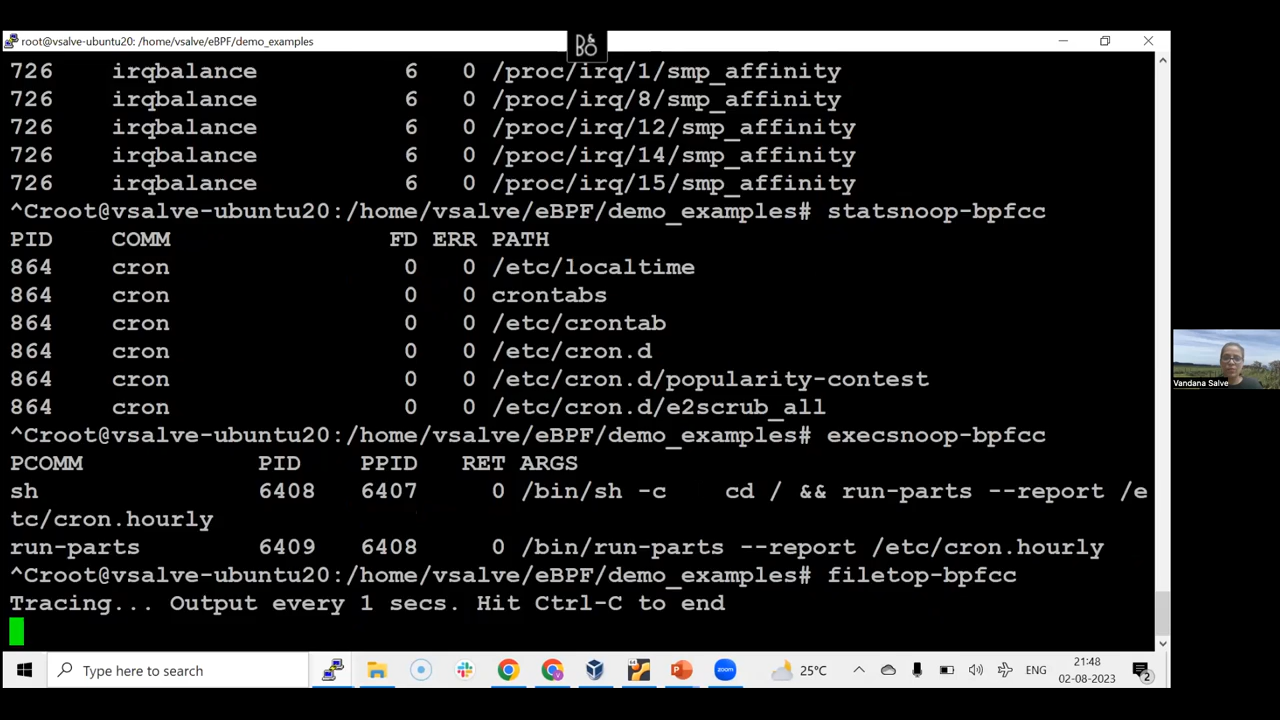 root@vsalve-ubuntu20: /home/vsalve/eBPF/demo_examples
B&O
726 irqbalance 6 0 /proc/irq/1/smp_affinity
726 irqbalance 6 0 /proc/irq/8/smp_affinity
726 irqbalance 6 0 /proc/irq/12/smp_affinity
726 irqbalance 6 0 /proc/irq/14/smp_affinity
726 irqbalance 6 0 /proc/irq/15/smp_affinity
^Croot@vsalve-ubuntu20:/home/vsalve/eBPF/demo_examples# statsnoop-bpfcc
PID COMM FD ERR PATH
864 cron 0 0 /etc/localtime
864 cron 0 0 crontabs
864 cron 0 0 /etc/crontab
864 cron 0 0 /etc/cron.d
864 cron 0 0 /etc/cron.d/popularity-contest
864 cron 0 0 /etc/cron.d/e2scrub_all
^Croot@vsalve-ubuntu20:/home/vsalve/eBPF/demo_examples# execsnoop-bpfcc
PCOMM PID PPID RET ARGS
sh 6408 6407 0 /bin/sh -c cd / && run-parts --report /e
tc/cron.hourly
run-parts 6409 6408 0 /bin/run-parts --report /etc/cron.hourly
^Croot@vsalve-ubuntu20:/home/vsalve/eBPF/demo_examples# filetop-bpfcc
Tracing... Output every 1 secs. Hit Ctrl-C to end
Vandana Salve
Type here to search
zoom
25°C
ENG
21:48
02-08-2023
2